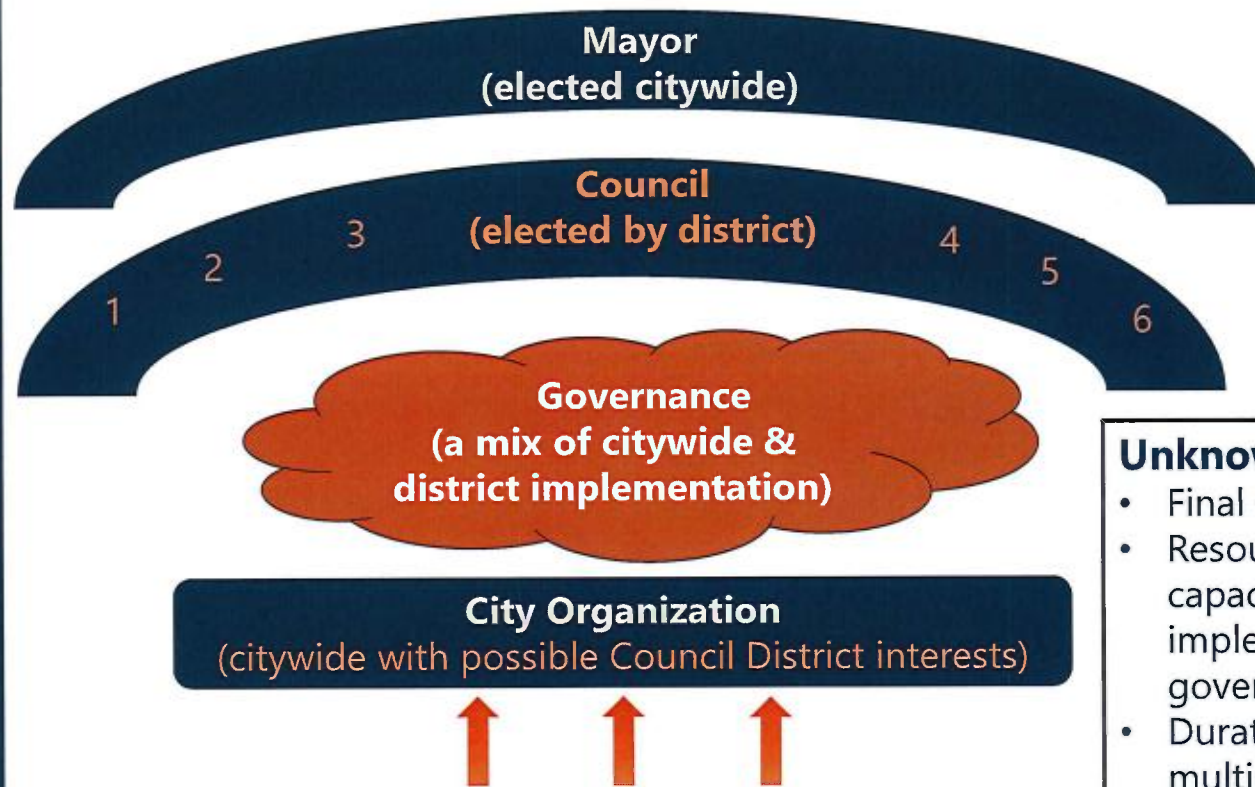 Mayor
(elected citywide)
Council
(elected by district)
1
2
3
4
5
6
Governance
(a mix of citywide &
district implementation)
City Organization
(citywide with possible Council District interests)
•   Final